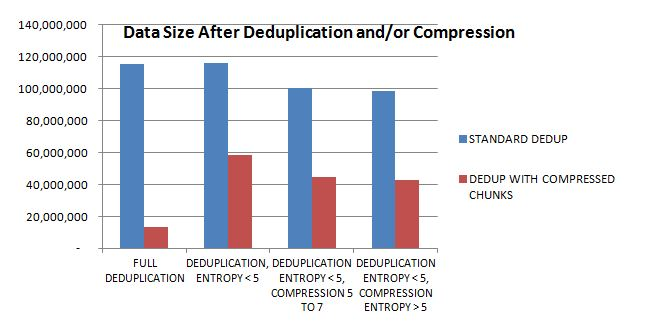 Data Size After Deduplication and/or Compression
140,000,000
120,000,000
100,000,000
80,000,000
60,000,000
40,000,000
20,000,000
-
FULL
DEDUPLICATION
DEDUPLICATION,
ENTROPY < 5
DEDUPLICATION
ENTROPY < 5,
COMPRESSION 5
TO 7
DEDUPLICATION
ENTROPY < 5,
COMPRESSION
ENTROPY > 5
STANDARD DEDUP
DEDUP WITH COMPRESSED
CHUNKS